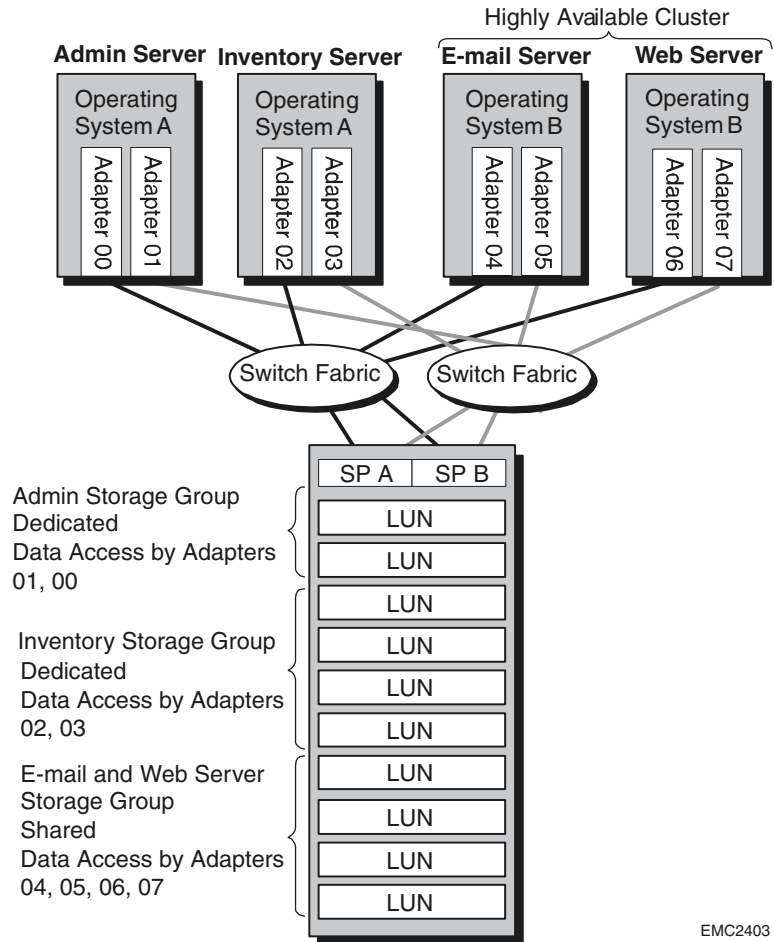 Highly Available Cluster
Admin Server
Inventory Server
E-mail Server
Web Server
Operating
System A
Adapter 00
Adapter 01
Operating
System A
Adapter 02
Adapter 03
Operating
System B
Adapter 04
Adapter 05
Operating
System B
Adapter 06
Adapter 07
Switch Fabric
Switch Fabric
SP A
SP B
Admin Storage Group
Dedicated
Data Access by Adapters
01, 00
LUN
LUN
Inventory Storage Group
Dedicated
Data Access by Adapters
02, 03
LUN
LUN
LUN
LUN
E-mail and Web Server
Storage Group
Shared
Data Access by Adapters
04, 05, 06, 07
LUN
LUN
LUN
LUN
EMC2403